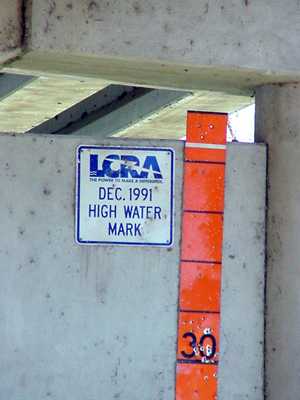 LCRA
THE POWER TO MAKE A DIFFERENCE.
DEC. 1991
HIGH WATER
MARK
30